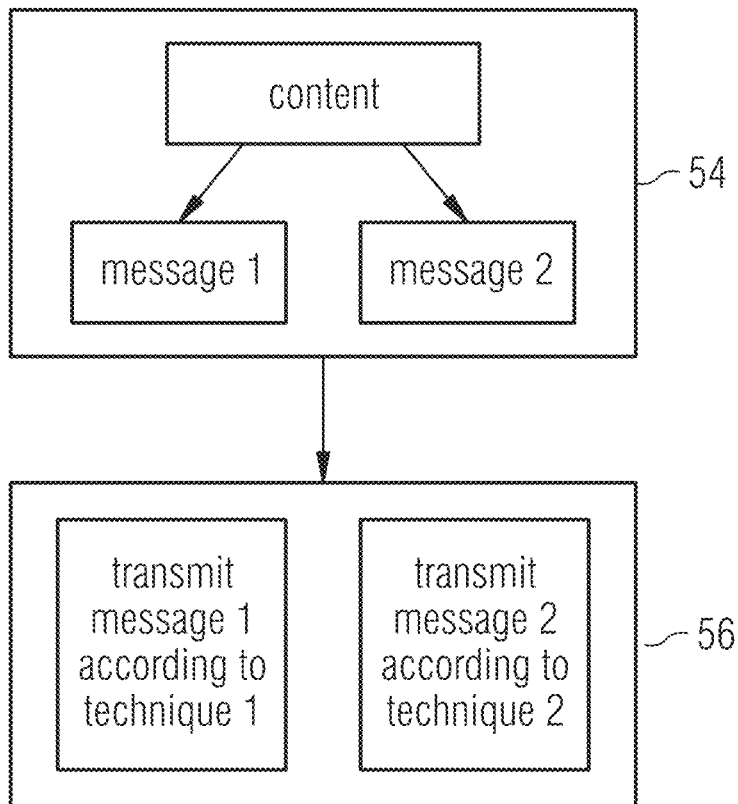 content
54
message 1
message 2
transmit
message 1
according to
technique 1
transmit
message 2
according to
technique 2
56